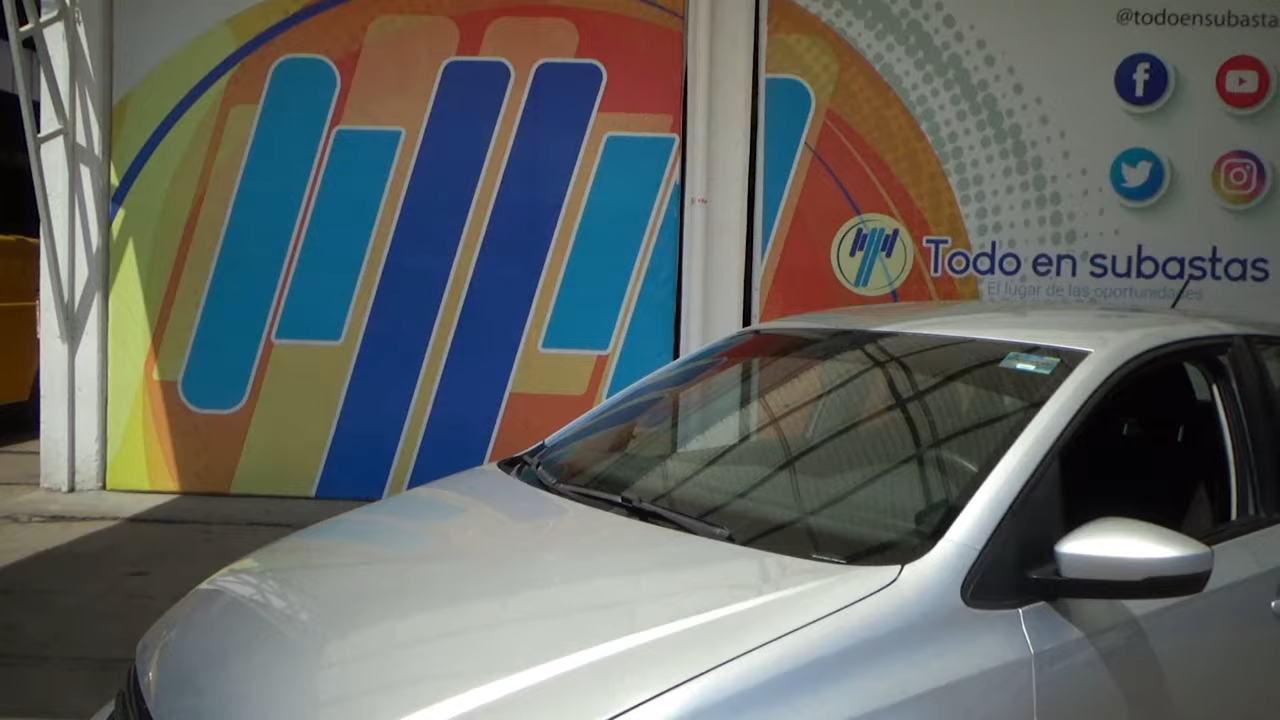 @todoensubasta
Todo en subastas
El lugar de las oportunidades